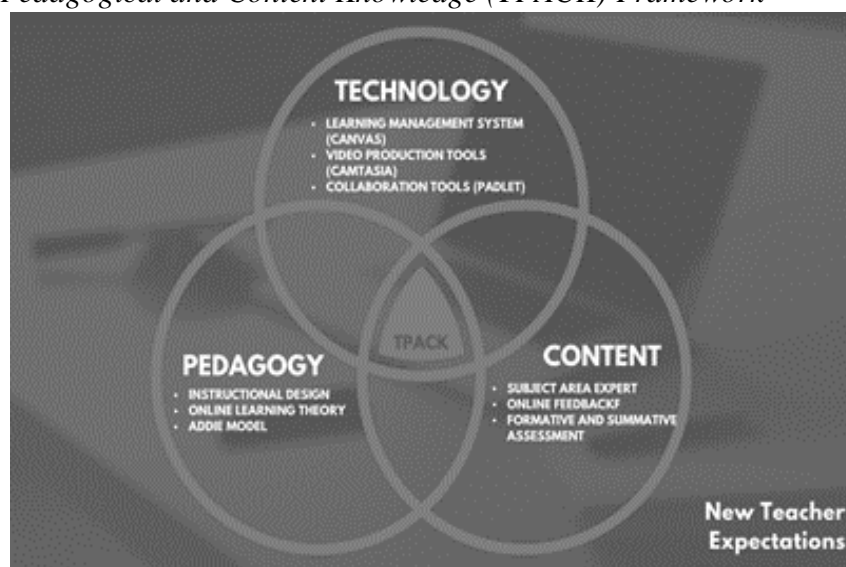 Pedagogical and Content Knowledge (TPACK) Framework
TECHNOLOGY
• LEARNING MANAGEMENT SYSTEM
(CANVAS)
• VIDEO PRODUCTION TOOLS
(CAMTASIA)
• COLLABORATION TOOLS (PADLET)
TPACK
PEDAGOGY
• INSTRUCTIONAL DESIGN
• ONLINE LEARNING THEORY
• ADDIE MODEL
CONTENT
• SUBJECT AREA EXPERT
• ONLINE FEEDBACKF
• FORMATIVE AND SUMMATIVE
ASSESSMENT
New Teacher
Expectations